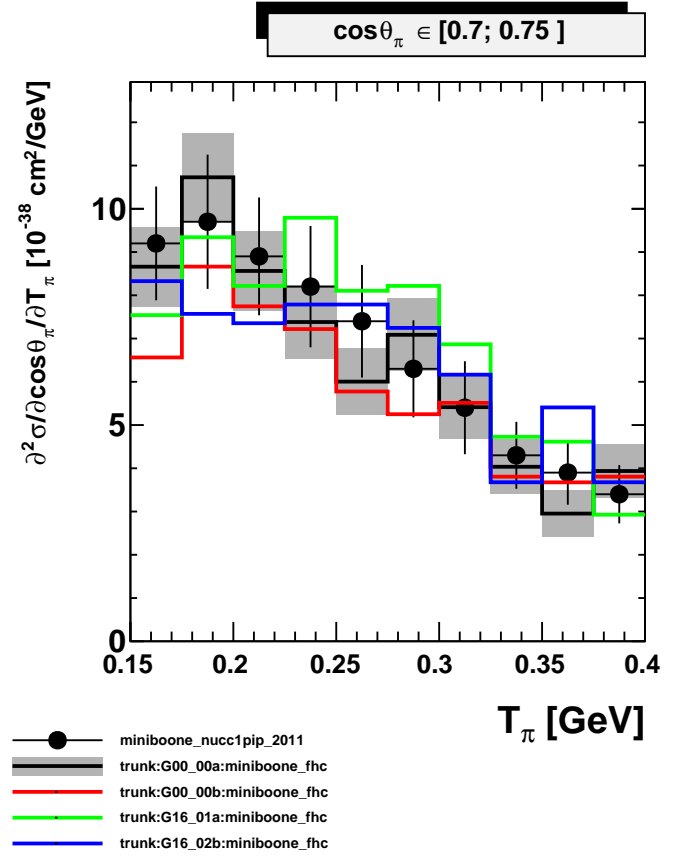 cosθπ ∈ [0.7; 0.75 ]
∂²σ/∂cosθπ/∂Tπ [10⁻³⁸ cm²/GeV]
10
5
0
0.15 0.2 0.25 0.3 0.35 0.4
Tπ [GeV]
miniboone_nucc1pip_2011
trunk:G00_00a:miniboone_fhc
trunk:G00_00b:miniboone_fhc
trunk:G16_01a:miniboone_fhc
trunk:G16_02b:miniboone_fhc